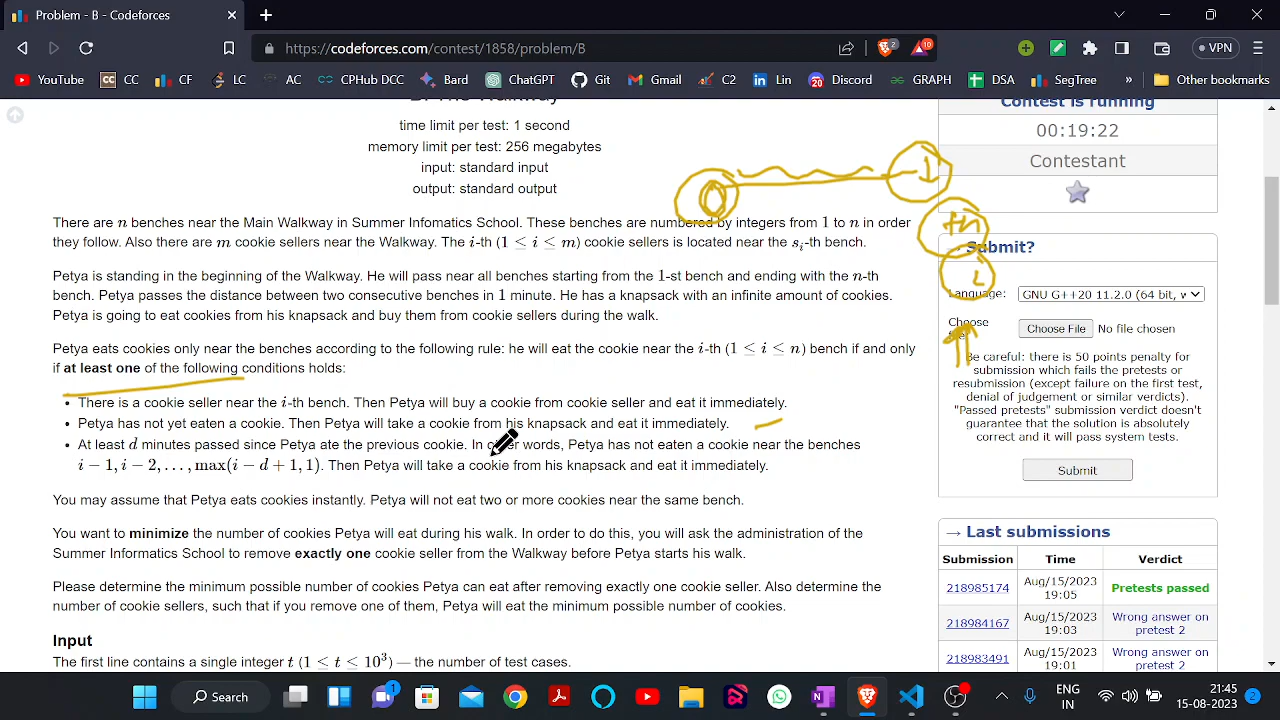 Problem - B - Codeforces
https://codeforces.com/contest/1858/problem/B
2
10
VPN
YouTube CC CF LC AC CPHub DCC Bard ChatGPT Git Gmail C2 Lin Discord GRAPH DSA SegTree » Other bookmarks
time limit per test: 1 second
memory limit per test: 256 megabytes
input: standard input
output: standard output
There are n benches near the Main Walkway in Summer Infomatics School. These benches are numbered by integers from 1 to n in order
they follow. Also there are m cookie sellers near the Walkway. The i-th (1 ≤ i ≤ m) cookie sellers is located near the s_i-th bench.
Petya is standing in the beginning of the Walkway. He will pass near all benches starting from the 1-st bench and ending with the n-th
bench. Petya passes the distance between two consecutive benches in 1 minute. He has a knapsack with an infinite amount of cookies.
Petya is going to eat cookies from his knapsack and buy them from cookie sellers during the walk.
Petya eats cookies only near the benches according to the following rule: he will eat the cookie near the i-th (1 ≤ i ≤ n) bench if and only
if at least one of the following conditions holds:
• There is a cookie seller near the i-th bench. Then Petya will buy a cookie from cookie seller and eat it immediately.
• Petya has not yet eaten a cookie. Then Petya will take a cookie from his knapsack and eat it immediately.
• At least d minutes passed since Petya ate the previous cookie. In other words, Petya has not eaten a cookie near the benches
i − 1, i − 2, …, max(i − d + 1, 1). Then Petya will take a cookie from his knapsack and eat it immediately.
You may assume that Petya eats cookies instantly. Petya will not eat two or more cookies near the same bench.
You want to minimize the number of cookies Petya will eat during his walk. In order to do this, you will ask the administration of the
Summer Informatics School to remove exactly one cookie seller from the Walkway before Petya starts his walk.
Please determine the minimum possible number of cookies Petya can eat after removing exactly one cookie seller. Also determine the
number of cookie sellers, such that if you remove one of them, Petya will eat the minimum possible number of cookies.
Input
The first line contains a single integer t (1 ≤ t ≤ 10^3) — the number of test cases.
0
1
Contest is running
00:19:22
Contestant
→ Submit?
Language: GNU G++20 11.2.0 (64 bit, v
Choose
Choose File No file chosen
Be careful: there is 50 points penalty for
submission which fails the pretests or
resubmission (except failure on the first test,
denial of judgement or similar verdicts).
"Passed pretests" submission verdict doesn't
guarantee that the solution is absolutely
correct and it will pass system tests.
Submit
→ Last submissions
Submission Time Verdict
218985174 Aug/15/2023 19:05 Pretests passed
218984167 Aug/15/2023 19:03 Wrong answer on pretest 2
218983491 Aug/15/2023 19:01 Wrong answer on
Search
1
ENG
IN
21:45
15-08-2023
2